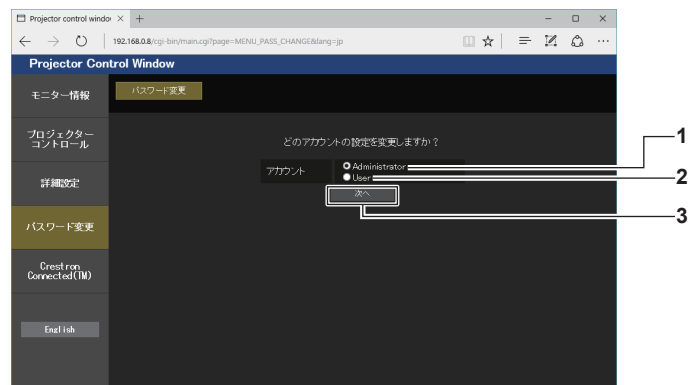 Projector control windo
192.168.0.8/cgi-bin/main.cgi?page=MENU_PASS_CHANGE&lang=jp
Projector Control Window
モニター情報
パスワード変更
プロジェクター
コントロール
どのアカウントの設定を変更しますか?
アカウント
Administrator
1
User
2
次へ
3
詳細設定
パスワード変更
Crestron
Connected(TM)
English